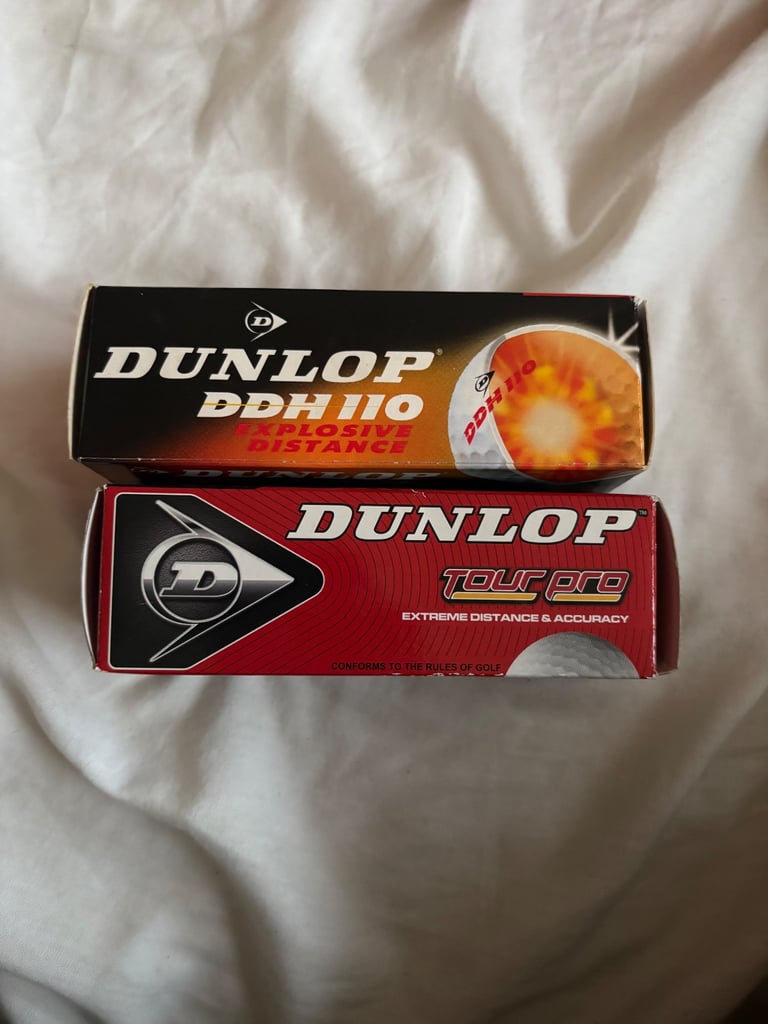 D
DUNLOP®
DDH 110
EXPLOSIVE
DISTANCE
D
DDH 110
DUNLOP
D
DUNLOP™
TOUR PRO
EXTREME DISTANCE & ACCURACY
CONFORMS TO THE RULES OF GOLF